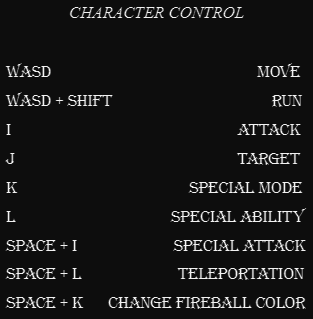 CHARACTER CONTROL
WASD MOVE
WASD + SHIFT RUN
I ATTACK
J TARGET
K SPECIAL MODE
L SPECIAL ABILITY
SPACE + I SPECIAL ATTACK
SPACE + L TELEPORTATION
SPACE + K CHANGE FIREBALL COLOR